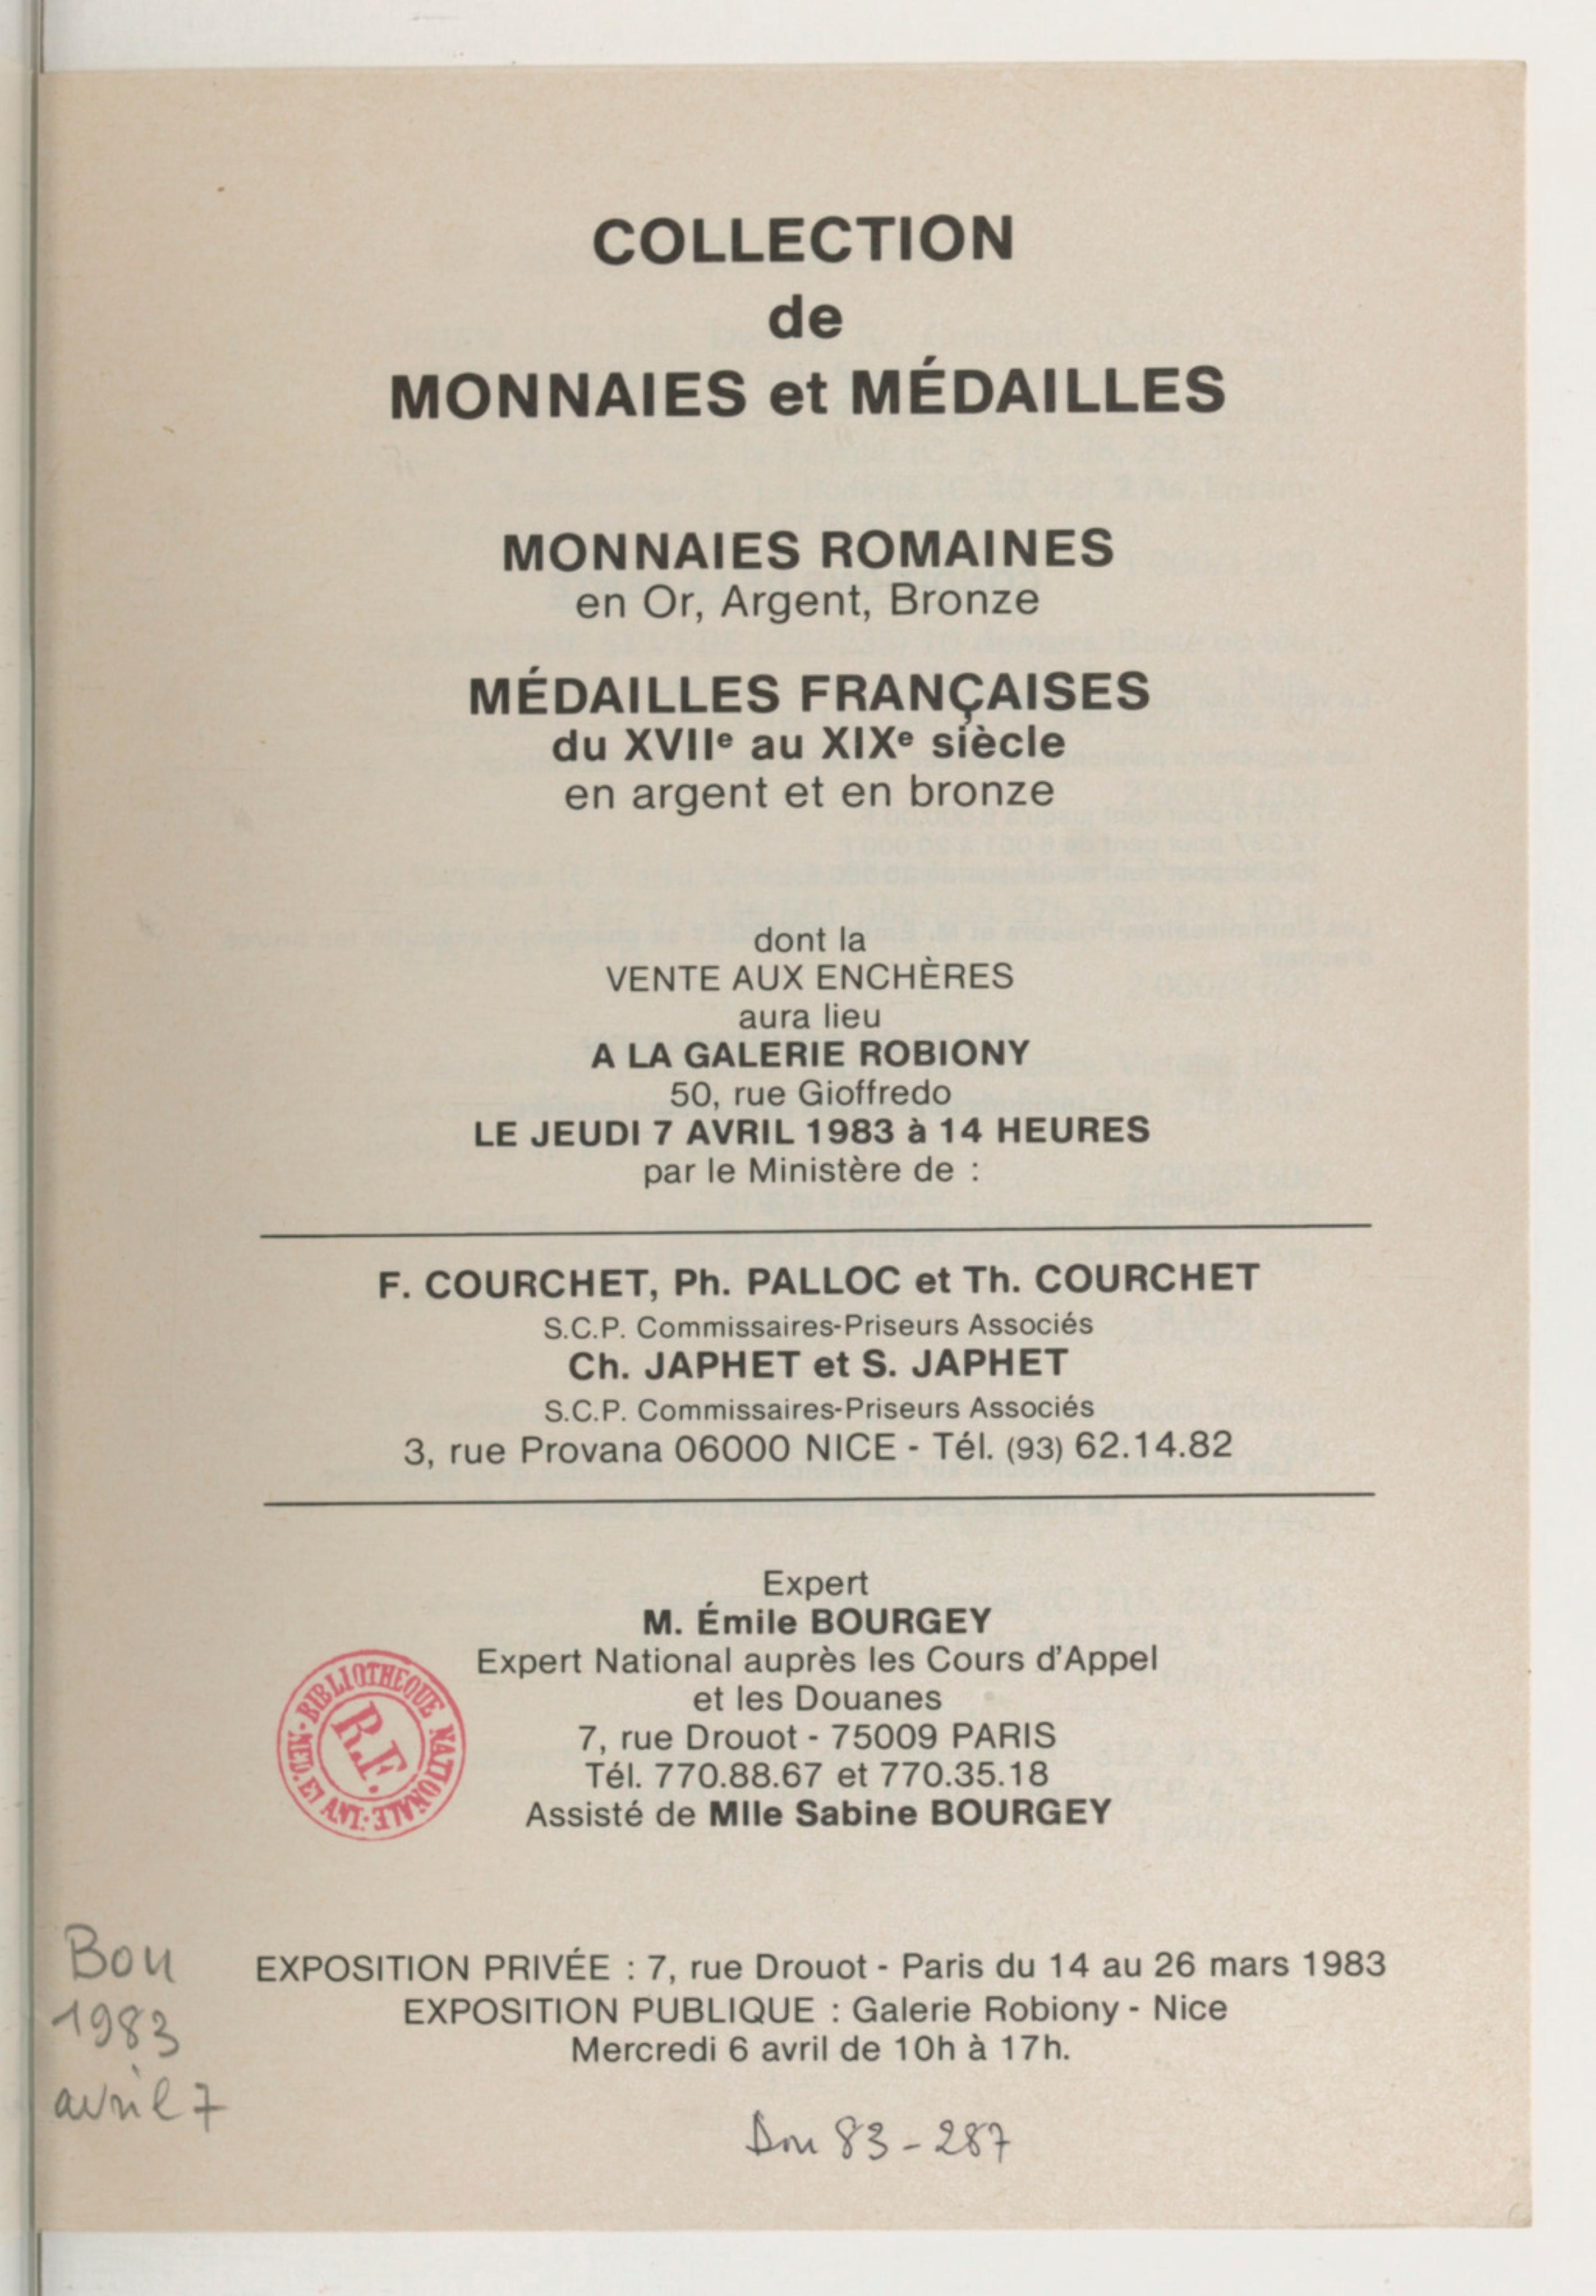 COLLECTION
de
MONNAIES et MÉDAILLES
MONNAIES ROMAINES
en Or, Argent, Bronze
MÉDAILLES FRANÇAISES
du XVIIe au XIXe siècle
en argent et en bronze
dont la
VENTE AUX ENCHÈRES
aura lieu
A LA GALERIE ROBIONY
50, rue Gioffredo
LE JEUDI 7 AVRIL 1983 à 14 HEURES
par le Ministère de :
F. COURCHET, Ph. PALLOC et Th. COURCHET
S.C.P. Commissaires-Priseurs Associés
Ch. JAPHET et S. JAPHET
S.C.P. Commissaires-Priseurs Associés
3, rue Provana 06000 NICE - Tél. (93) 62.14.82
Expert
M. Émile BOURGEY
Expert National auprès les Cours d'Appel
et les Douanes
7, rue Drouot - 75009 PARIS
Tél. 770.88.67 et 770.35.18
Assisté de Mlle Sabine BOURGEY
BIBLIOTHEQUE NATIONALE - MED. ET ANT.
R.F.
EXPOSITION PRIVÉE : 7, rue Drouot - Paris du 14 au 26 mars 1983
EXPOSITION PUBLIQUE : Galerie Robiony - Nice
Mercredi 6 avril de 10h à 17h.
Bou
1983
avril 7
Don 83-287